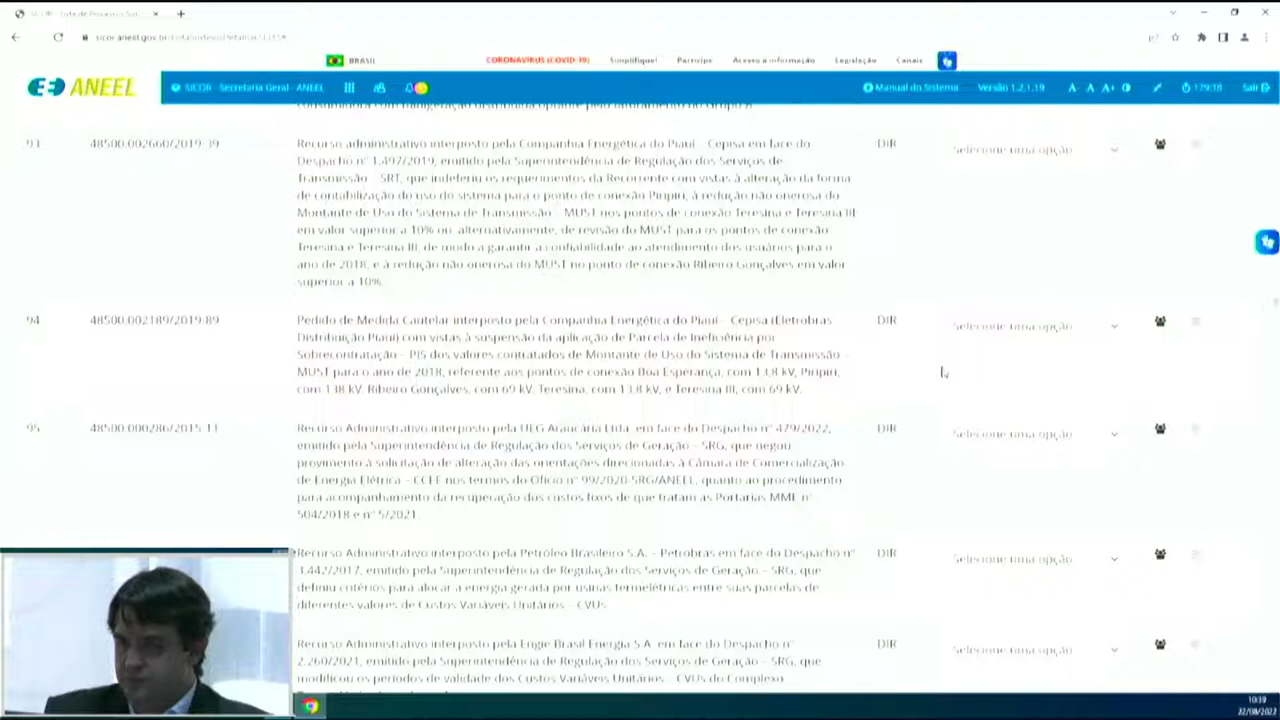 sicor.aneel.gov.br
BRASIL
CORONAVÍRUS (COVID-19)
Simplifique!
Participe
Acesso à informação
Legislação
Canais
ANEEL
SICOR - Secretaria Geral - ANEEL
Manual do Sistema
Versão 1.2.1.19
A A A+
Sair
93 48500.002660/2019-39
Recurso administrativo interposto pela Companhia Energética do Piauí - Cepisa em face do
Despacho nº 1.497/2019, emitido pela Superintendência de Regulação dos Serviços de
Transmissão - SRT, que indeferiu os requerimentos da Recorrente com vistas à alteração da forma
de contabilização do uso do sistema para o ponto de conexão Piripiri, à redução não onerosa do
Montante de Uso do Sistema de Transmissão - MUST nos pontos de conexão Teresina e Teresina III
em valor superior a 10% ou, alternativamente, de revisão do MUST para os pontos de conexão
Teresina e Teresina III, de modo a garantir a confiabilidade ao atendimento dos usuários para o
ano de 2018, e à redução não onerosa do MUST no ponto de conexão Ribeiro Gonçalves em valor
superior a 10%.
DIR
Selecione uma opção
94 48500.002189/2019-89
Pedido de Medida Cautelar interposto pela Companhia Energética do Piauí - Cepisa (Eletrobras
Distribuição Piauí) com vistas à suspensão da aplicação de Parcela de Ineficiência por
Sobrecontratação - PIS dos valores contratados de Montante de Uso do Sistema de Transmissão -
MUST para o ano de 2018, referente aos pontos de conexão Boa Esperança, com 13,8 kV, Piripiri,
com 138 kV, Ribeiro Gonçalves, com 69 kV, Teresina, com 13,8 kV, e Teresina III, com 69 kV.
DIR
Selecione uma opção
95 48500.000286/2015-11
Recurso Administrativo interposto pela UEG Araucária Ltda. em face do Despacho nº 479/2022,
emitido pela Superintendência de Regulação dos Serviços de Geração - SRG, que negou
provimento à solicitação de alteração das orientações direcionadas à Câmara de Comercialização
de Energia Elétrica - CCEE nos termos do Ofício nº 99/2020-SRG/ANEEL, quanto ao procedimento
para acompanhamento da recuperação dos custos fixos de que tratam as Portarias MME nº
504/2018 e nº 5/2021.
DIR
Selecione uma opção
Recurso Administrativo interposto pela Petróleo Brasileiro S.A. - Petrobras em face do Despacho nº
3.442/2017, emitido pela Superintendência de Regulação dos Serviços de Geração - SRG, que
definiu critérios para alocar a energia gerada por usinas termelétricas entre suas parcelas de
diferentes valores de Custos Variáveis Unitários - CVUs.
DIR
Selecione uma opção
Recurso Administrativo interposto pela Engie Brasil Energia S.A. em face do Despacho nº
2.260/2021, emitido pela Superintendência de Regulação dos Serviços de Geração - SRG, que
modificou os períodos de validade dos Custos Variáveis Unitários - CVUs do Complexo
DIR
Selecione uma opção
10:39
22/08/2022